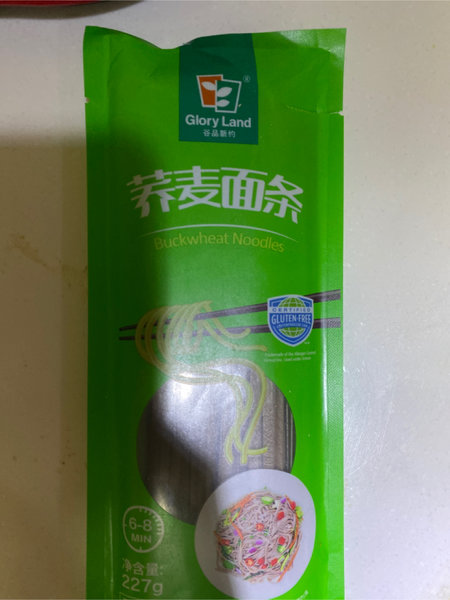 Glory Land
谷品新约
荞麦面条
Buckwheat Noodles
CERTIFIED
GLUTEN-FREE
6-8
MIN
净含量:
227g